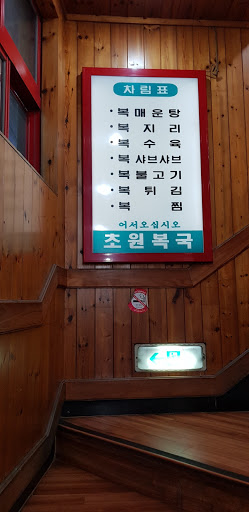 차림표
· 복매운탕
· 복지리
· 복수육
· 복샤브샤브
· 복불고기
· 복튀김
· 복찜
어서오십시오
초원복국